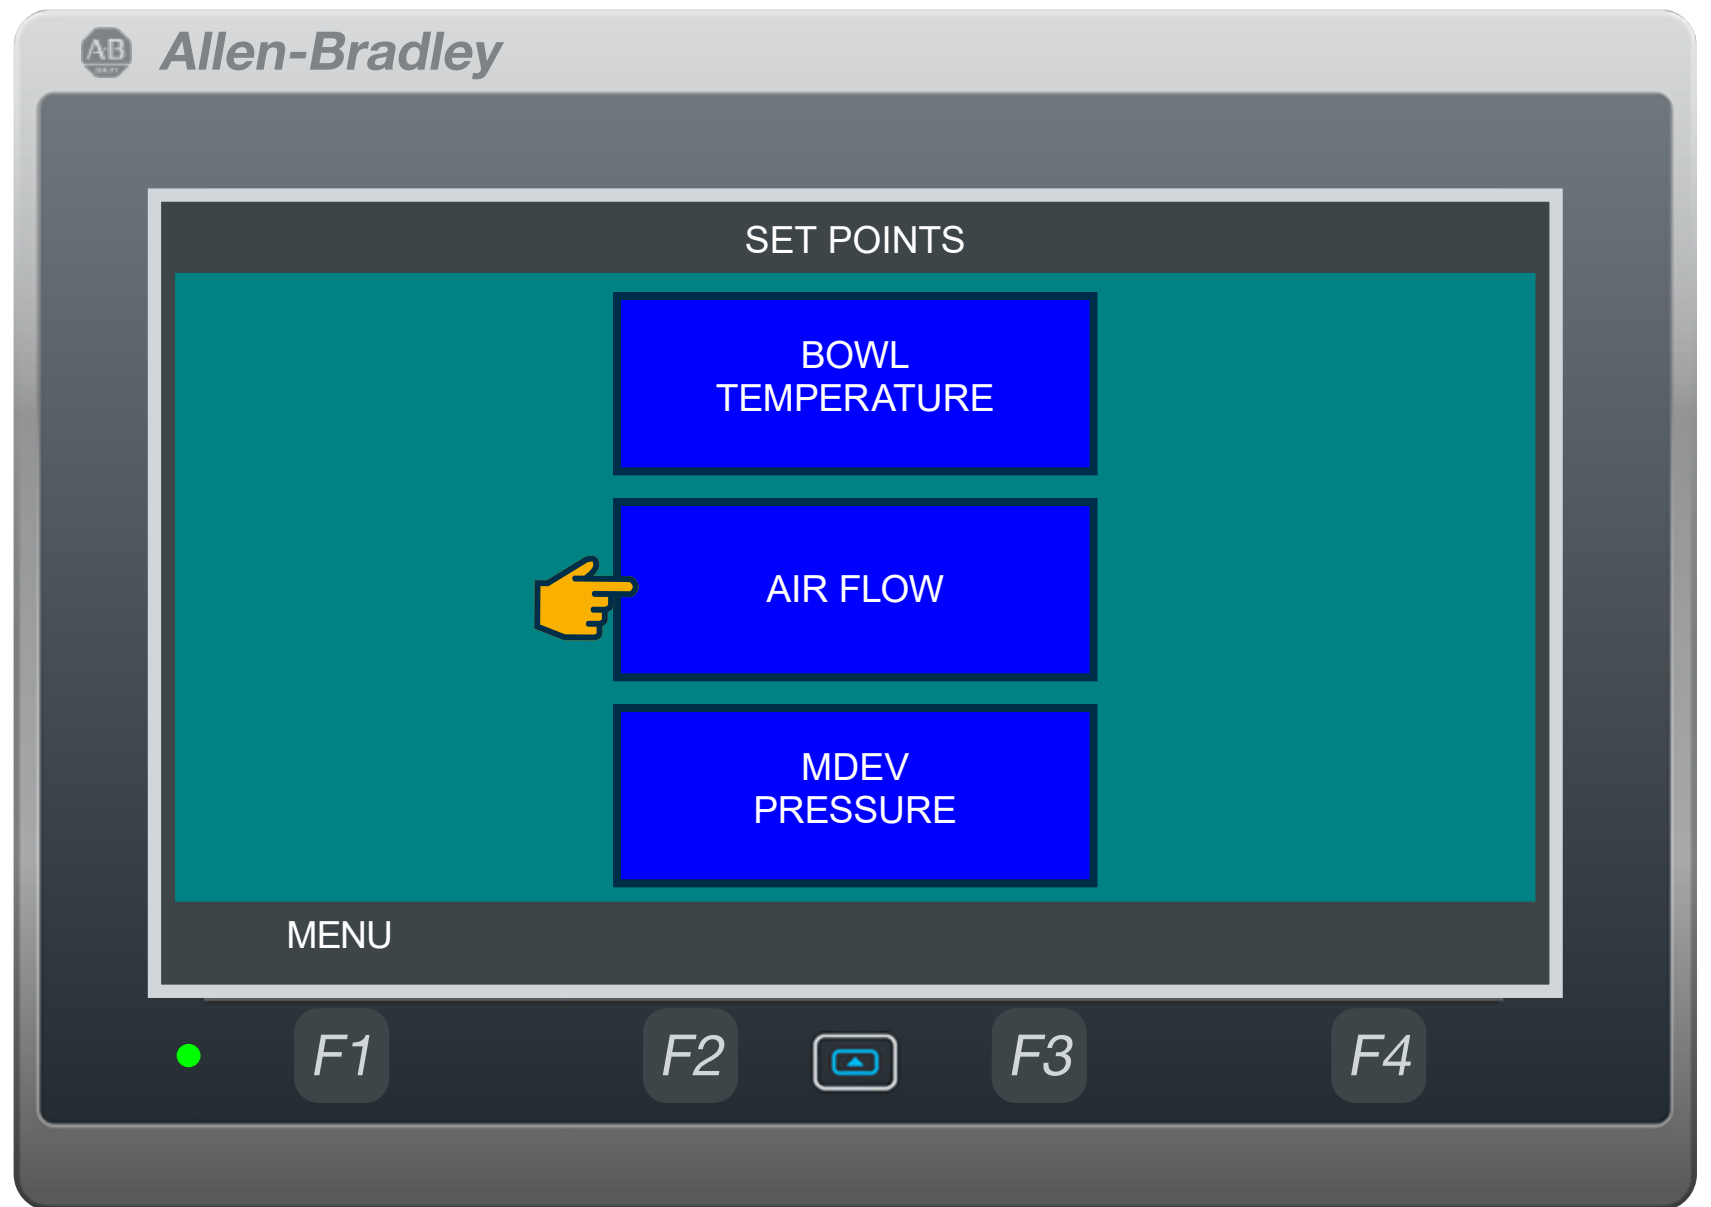 Allen-Bradley
SET POINTS
BOWL
TEMPERATURE
AIR FLOW
MDEV
PRESSURE
MENU
F1 F2 F3 F4